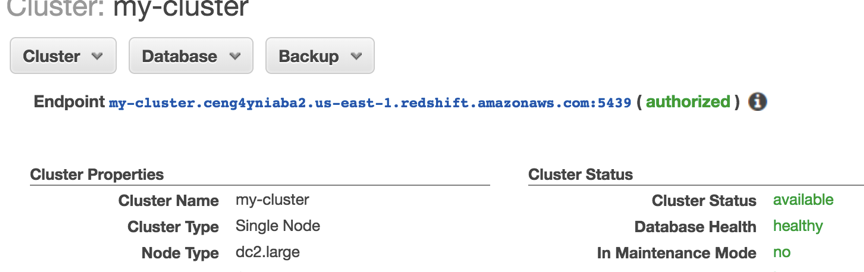 Cluster: my-cluster
Cluster Database Backup
Endpoint my-cluster.ceng4yniaba2.us-east-1.redshift.amazonaws.com:5439 ( authorized )
Cluster Properties
Cluster Name my-cluster
Cluster Type Single Node
Node Type dc2.large
Cluster Status
Cluster Status available
Database Health healthy
In Maintenance Mode no